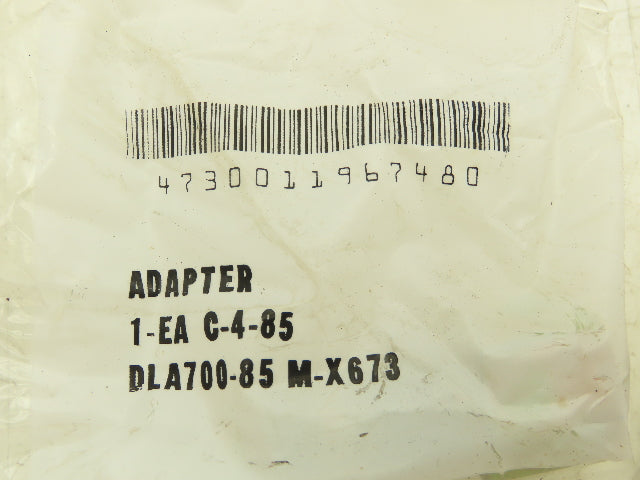 4730011967480
ADAPTER
1-EA C-4-85
DLA700-85 M-X673